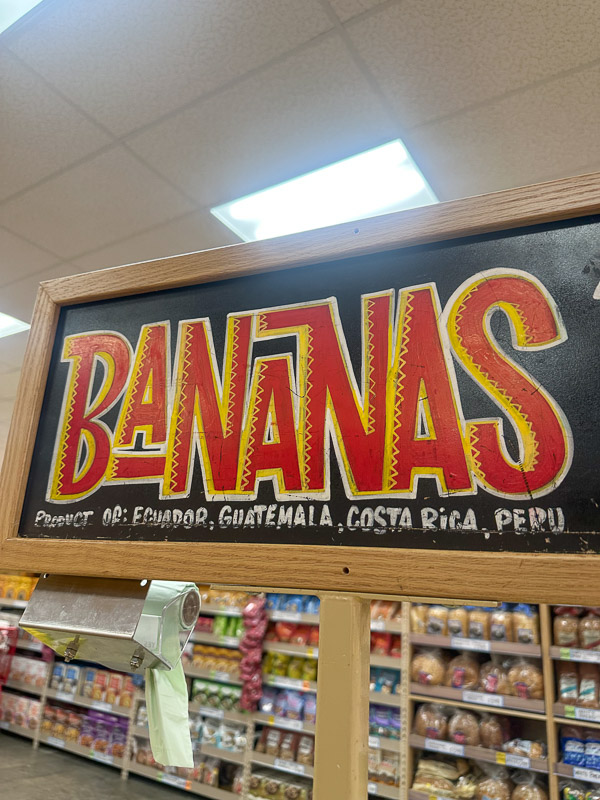 BANANAS
PRODUCT OF: ECUADOR, GUATEMALA, COSTA RICA, PERU